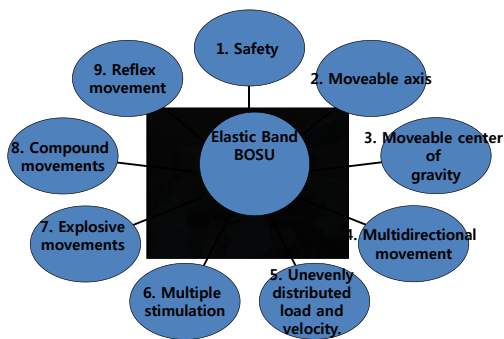 1. Safety
2. Moveable axis
3. Moveable center
of
gravity
4. Multidirectional
movement
5. Unevenly
distributed
load and
velocity.
6. Multiple
stimulation
7. Explosive
movements
8. Compound
movements
9. Reflex
movement
Elastic Band
BOSU